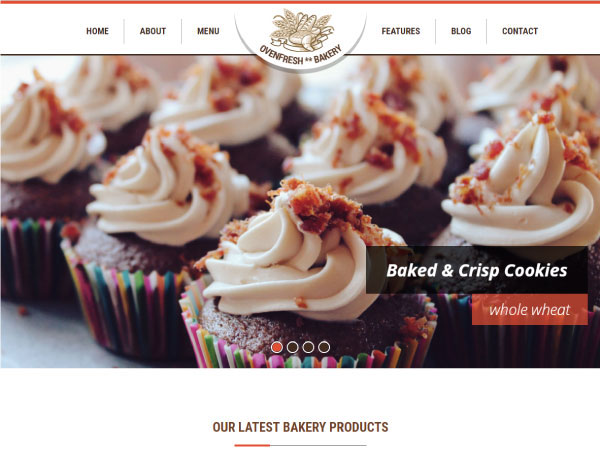 HOME
ABOUT
MENU
OVENFRESH ** BAKERY
FEATURES
BLOG
CONTACT
Baked & Crisp Cookies
whole wheat
OUR LATEST BAKERY PRODUCTS